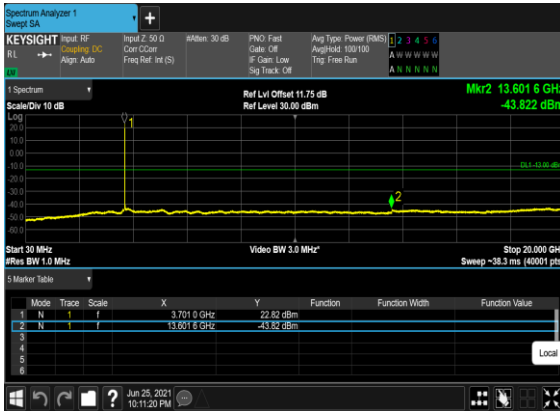 Spectrum Analyzer 1
Swept SA
KEYSIGHT Input: RF Input Z: 50 Ω #Atten: 30 dB PNO: Fast Avg Type: Power (RMS) 1 2 3 4 5 6
RL Coupling: DC Corr CCorr Gate: Off Avg|Hold: 100/100 A W W W W W
Align: Auto Freq Ref: Int (S) IF Gain: Low Trig: Free Run
Sig Track: Off A N N N N N
1 Spectrum Ref Lvl Offset 11.75 dB Mkr2 13.601 6 GHz
Scale/Div 10 dB Ref Level 30.00 dBm -43.822 dBm
Log
20.0
10.0
0.00
-10.0
DL1 -13.00 dBm
-20.0
-30.0
-40.0
-50.0
-60.0
1
2
Start 30 MHz Video BW 3.0 MHz* Stop 20.000 GHz
#Res BW 1.0 MHz Sweep ~38.3 ms (40001 pts)
5 Marker Table
Mode Trace Scale X Y Function Function Width Function Value
1 N 1 f 3.701 0 GHz 22.82 dBm
2 N 1 f 13.601 6 GHz -43.82 dBm
3
4
5
6
Local
Jun 25, 2021
10:11:20 PM